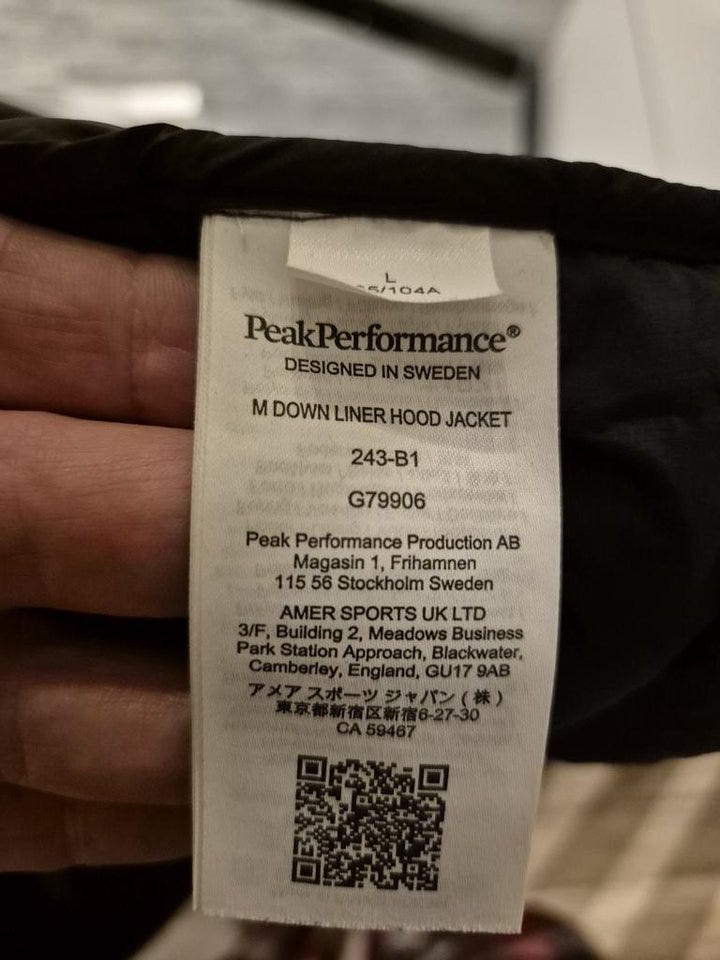 L
5/104A
PeakPerformance®
DESIGNED IN SWEDEN
M DOWN LINER HOOD JACKET
243-B1
G79906
Peak Performance Production AB
Magasin 1, Frihamnen
115 56 Stockholm Sweden
AMER SPORTS UK LTD
3/F, Building 2, Meadows Business
Park Station Approach, Blackwater,
Camberley, England, GU17 9AB
アメア スポーツ ジャパン ( 株 )
東京都新宿区新宿6-27-30
CA 59467